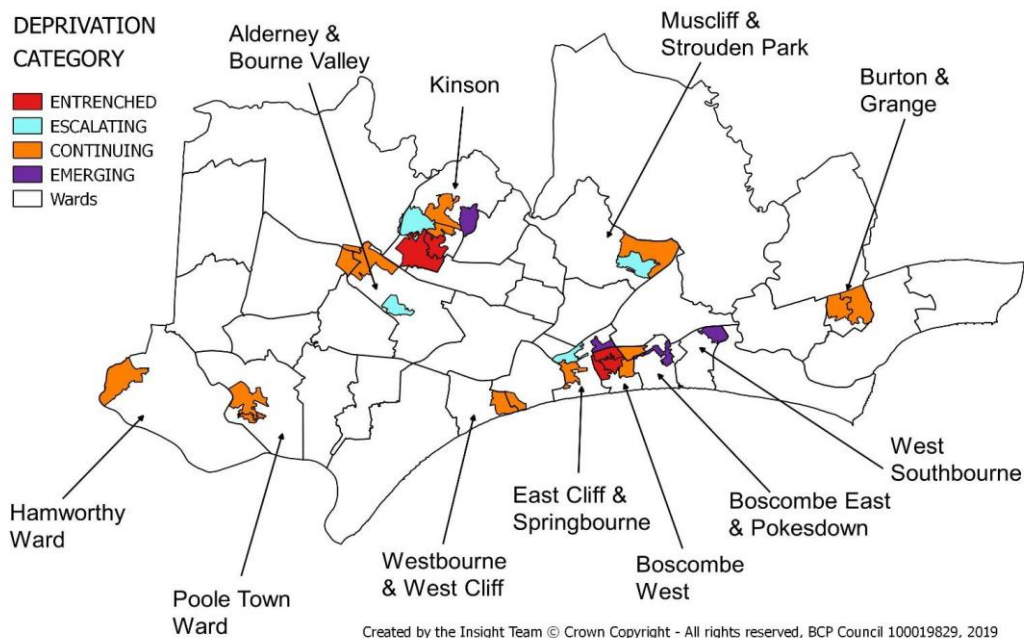 DEPRIVATION
CATEGORY
ENTRENCHED
ESCALATING
CONTINUING
EMERGING
Wards
Alderney &
Bourne Valley
Kinson
Muscliff &
Strouden Park
Burton &
Grange
Hamworthy
Ward
Poole Town
Ward
Westbourne
& West Cliff
East Cliff &
Springbourne
Boscombe
West
Boscombe East
& Pokesdown
West
Southbourne
Created by the Insight Team © Crown Copyright - All rights reserved, BCP Council 100019829, 2019